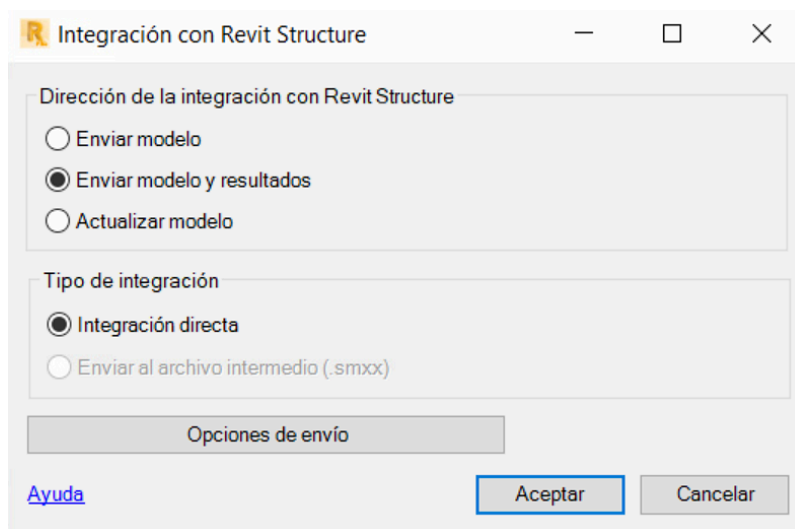 Integración con Revit Structure
Dirección de la integración con Revit Structure
Enviar modelo
Enviar modelo y resultados
Actualizar modelo
Tipo de integración
Integración directa
Enviar al archivo intermedio (.smxx)
Opciones de envío
Ayuda Aceptar Cancelar